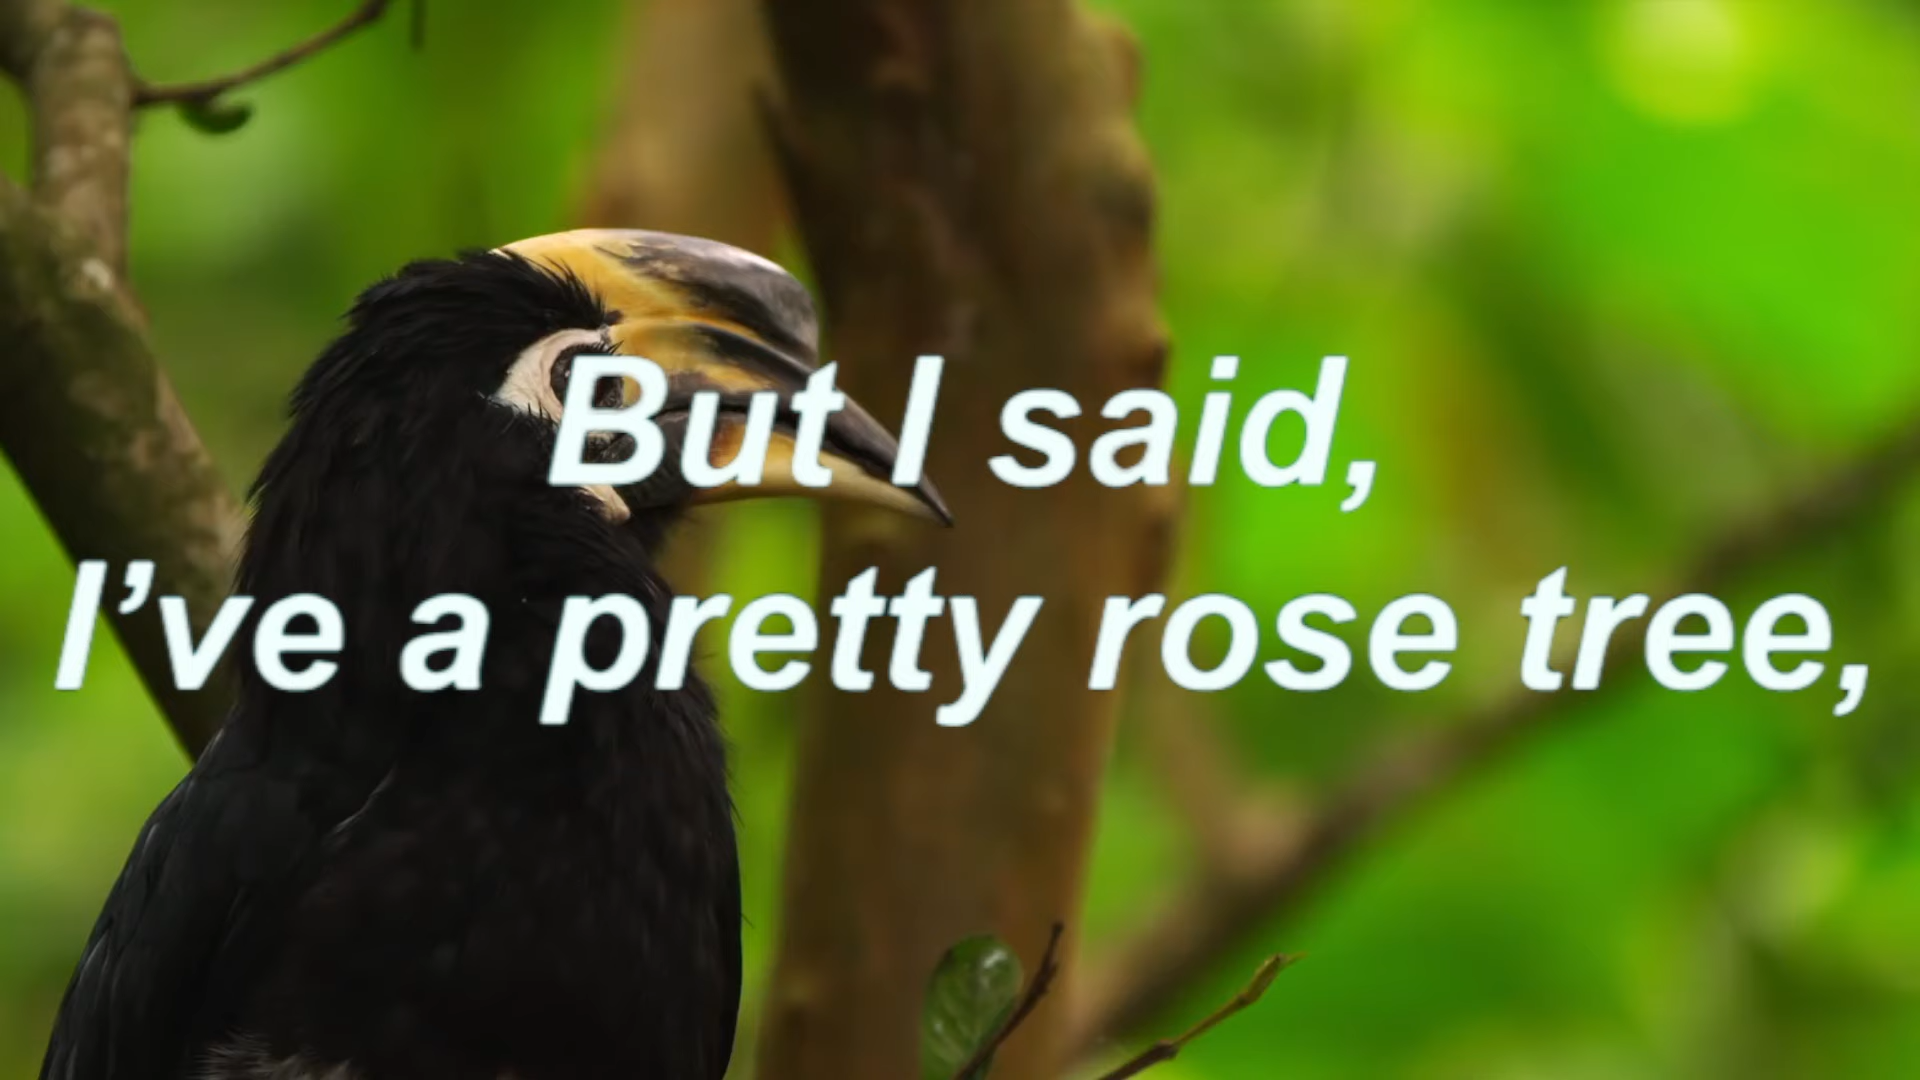 But I said,
I’ve a pretty rose tree,